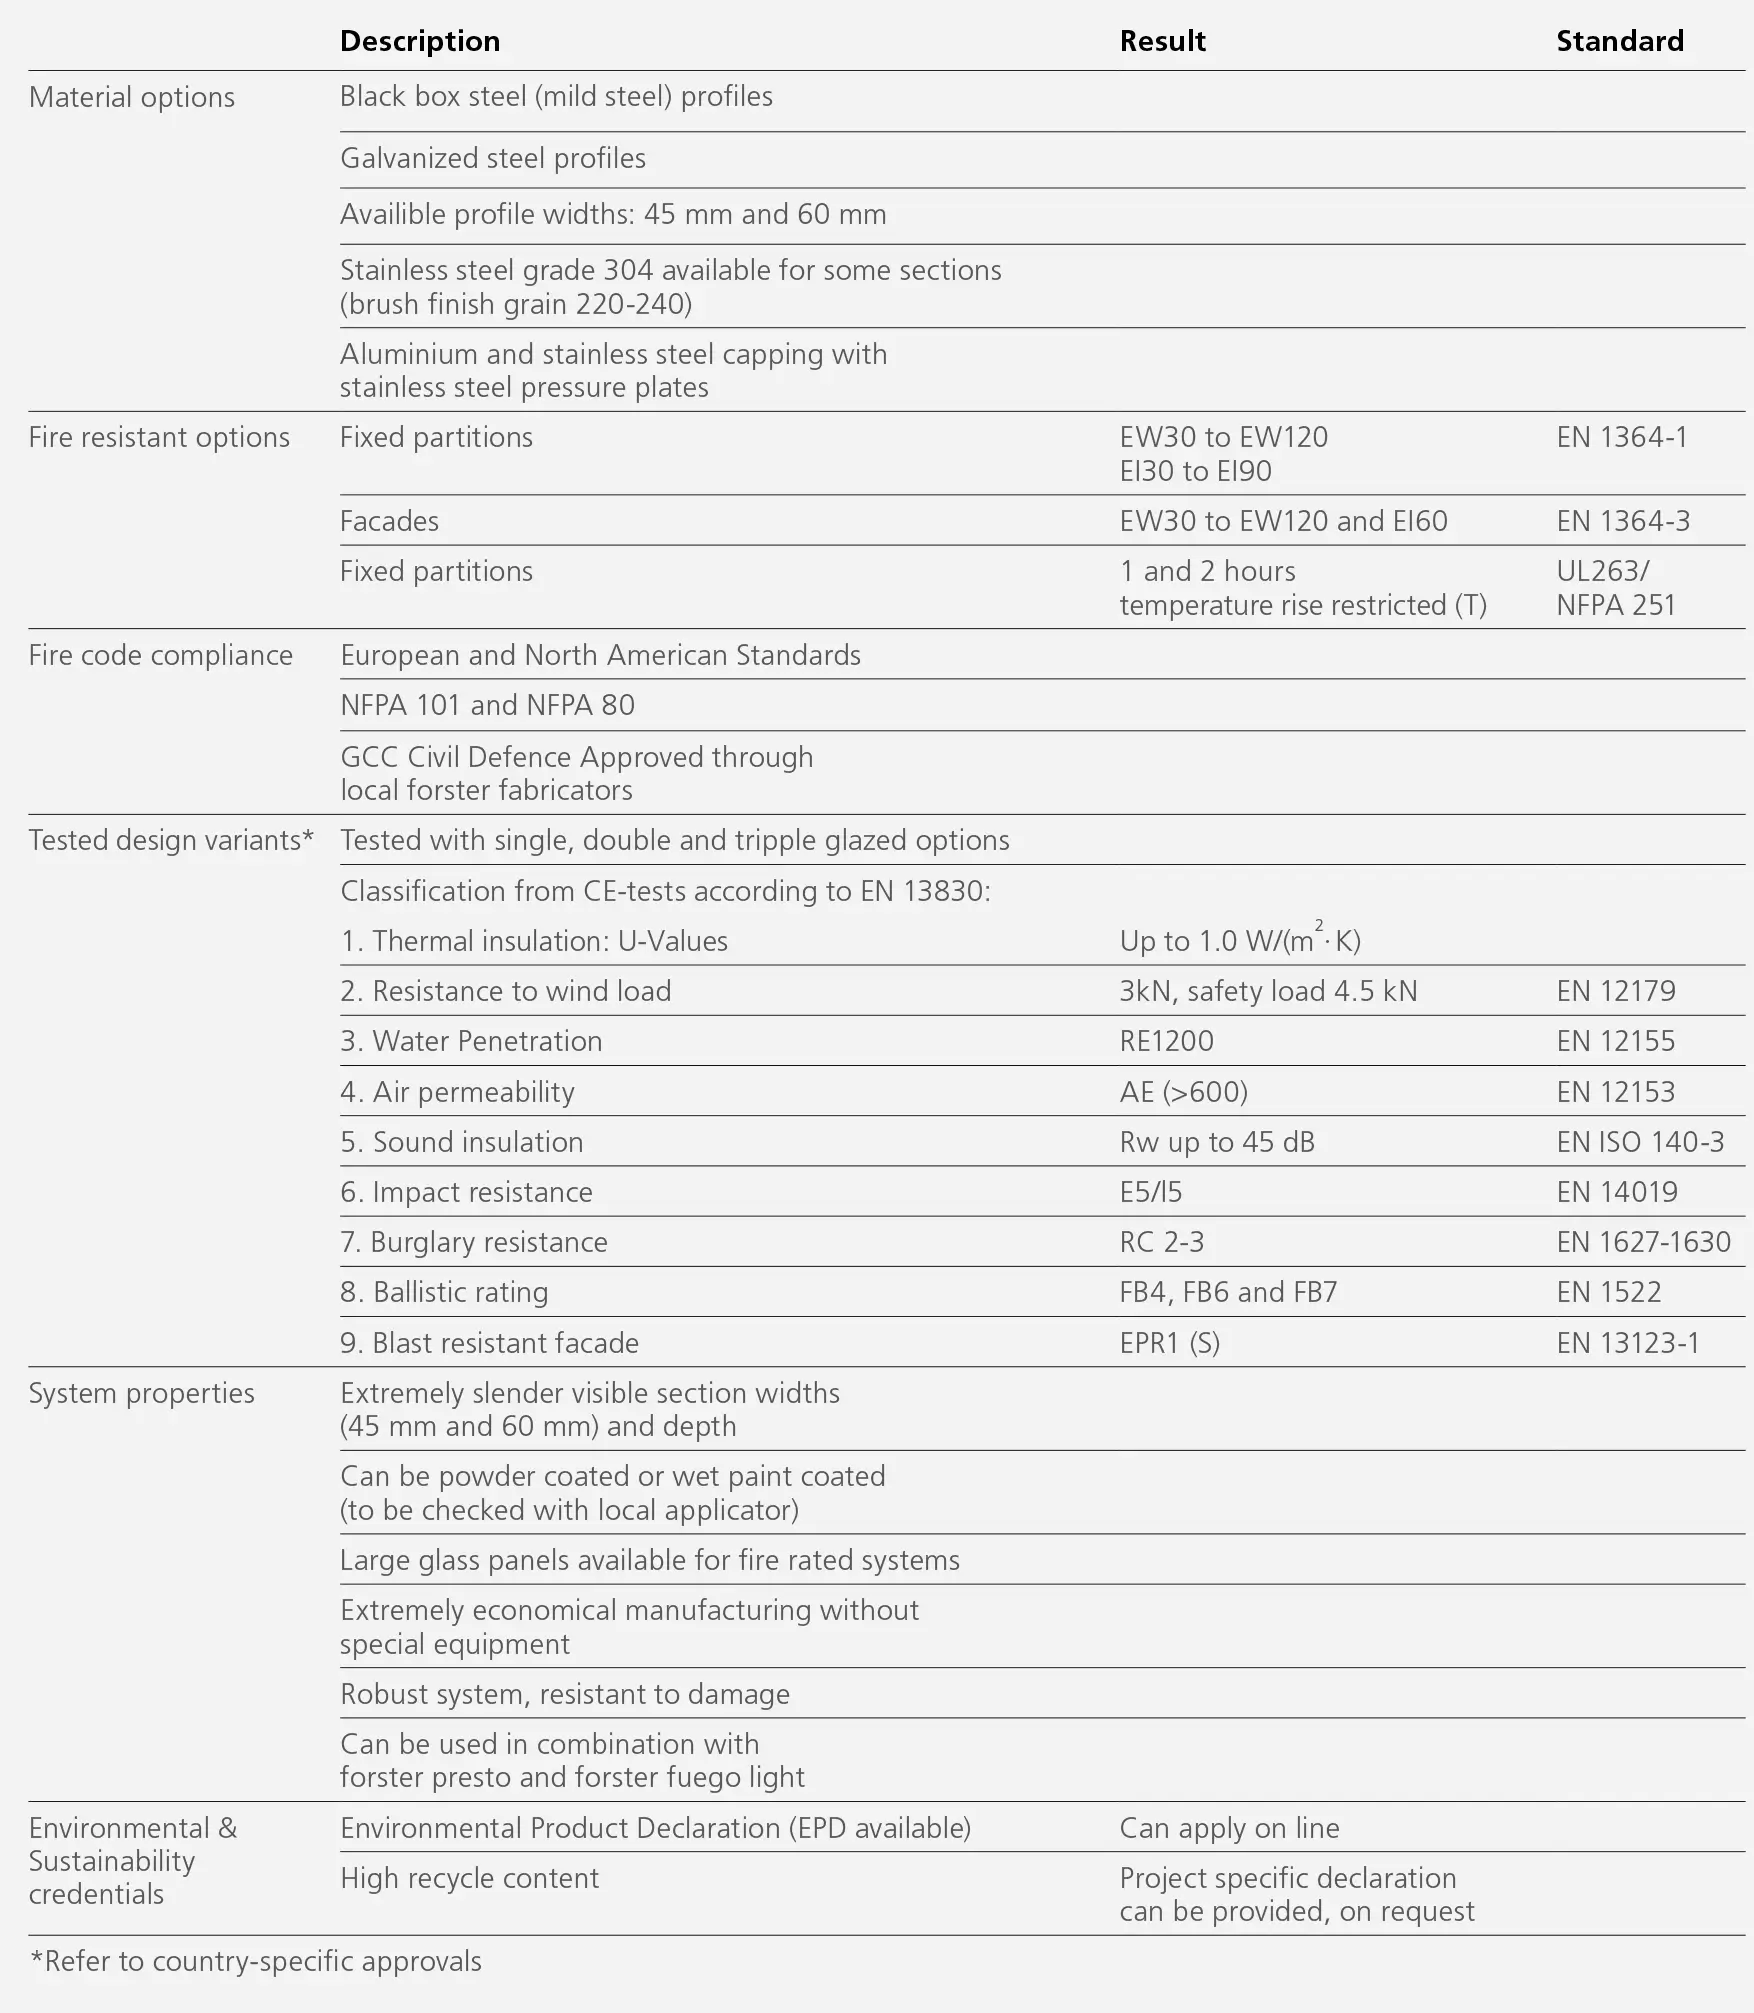 Description Result Standard
Material options Black box steel (mild steel) profiles
Galvanized steel profiles
Availible profile widths: 45 mm and 60 mm
Stainless steel grade 304 available for some sections
(brush finish grain 220-240)
Aluminium and stainless steel capping with
stainless steel pressure plates
Fire resistant options Fixed partitions EW30 to EW120 EN 1364-1
EI30 to EI90
Facades EW30 to EW120 and EI60 EN 1364-3
Fixed partitions 1 and 2 hours UL263/
temperature rise restricted (T) NFPA 251
Fire code compliance European and North American Standards
NFPA 101 and NFPA 80
GCC Civil Defence Approved through
local forster fabricators
Tested design variants* Tested with single, double and tripple glazed options
Classification from CE-tests according to EN 13830:
1. Thermal insulation: U-Values Up to 1.0 W/(m²· K)
2. Resistance to wind load 3kN, safety load 4.5 kN EN 12179
3. Water Penetration RE1200 EN 12155
4. Air permeability AE (>600) EN 12153
5. Sound insulation Rw up to 45 dB EN ISO 140-3
6. Impact resistance E5/l5 EN 14019
7. Burglary resistance RC 2-3 EN 1627-1630
8. Ballistic rating FB4, FB6 and FB7 EN 1522
9. Blast resistant facade EPR1 (S) EN 13123-1
System properties Extremely slender visible section widths
(45 mm and 60 mm) and depth
Can be powder coated or wet paint coated
(to be checked with local applicator)
Large glass panels available for fire rated systems
Extremely economical manufacturing without
special equipment
Robust system, resistant to damage
Can be used in combination with
forster presto and forster fuego light
Environmental & Environmental Product Declaration (EPD available) Can apply on line
Sustainability
credentials
High recycle content Project specific declaration
can be provided, on request
*Refer to country-specific approvals